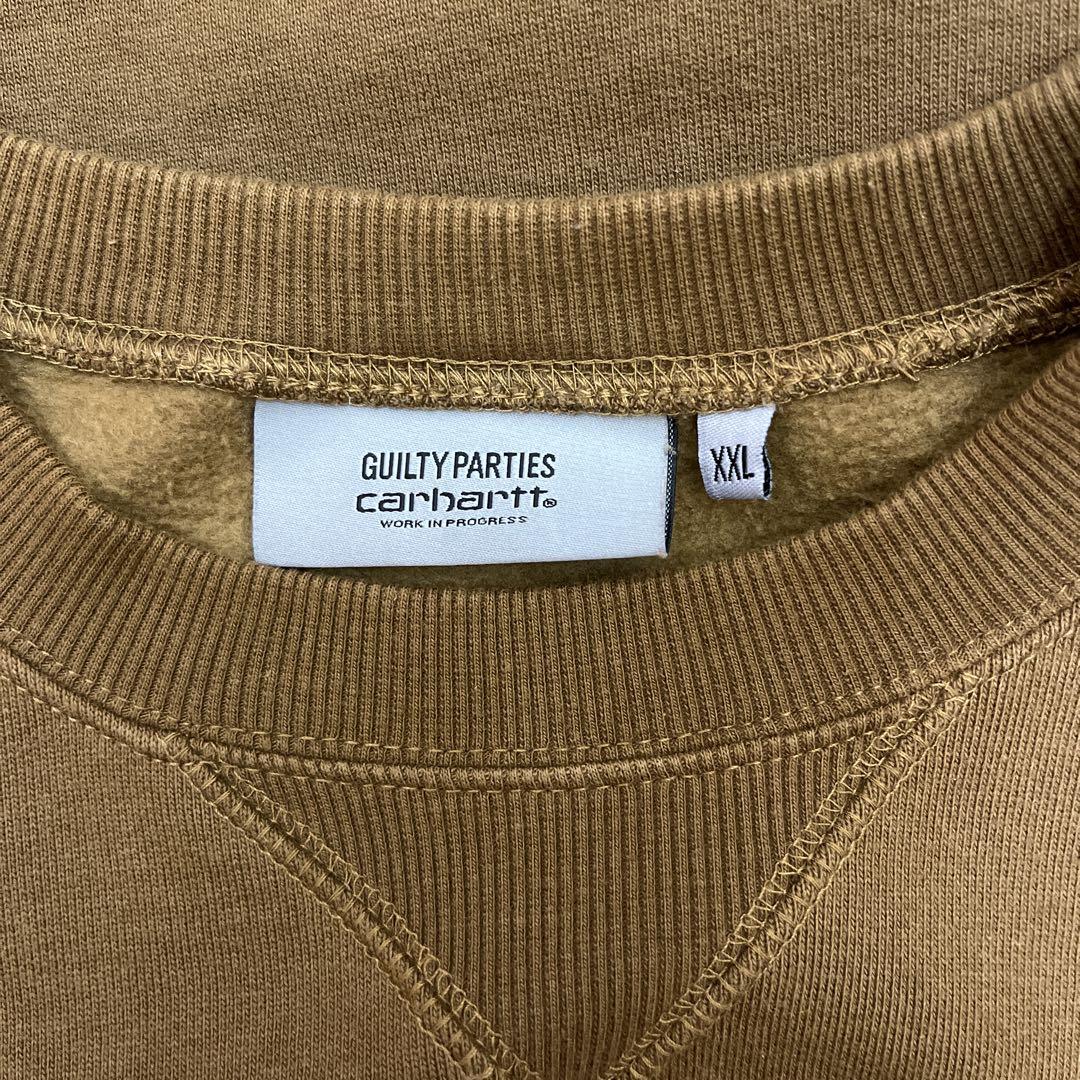 GUILTY PARTIES
carhartt®
WORK IN PROGRESS
XXL